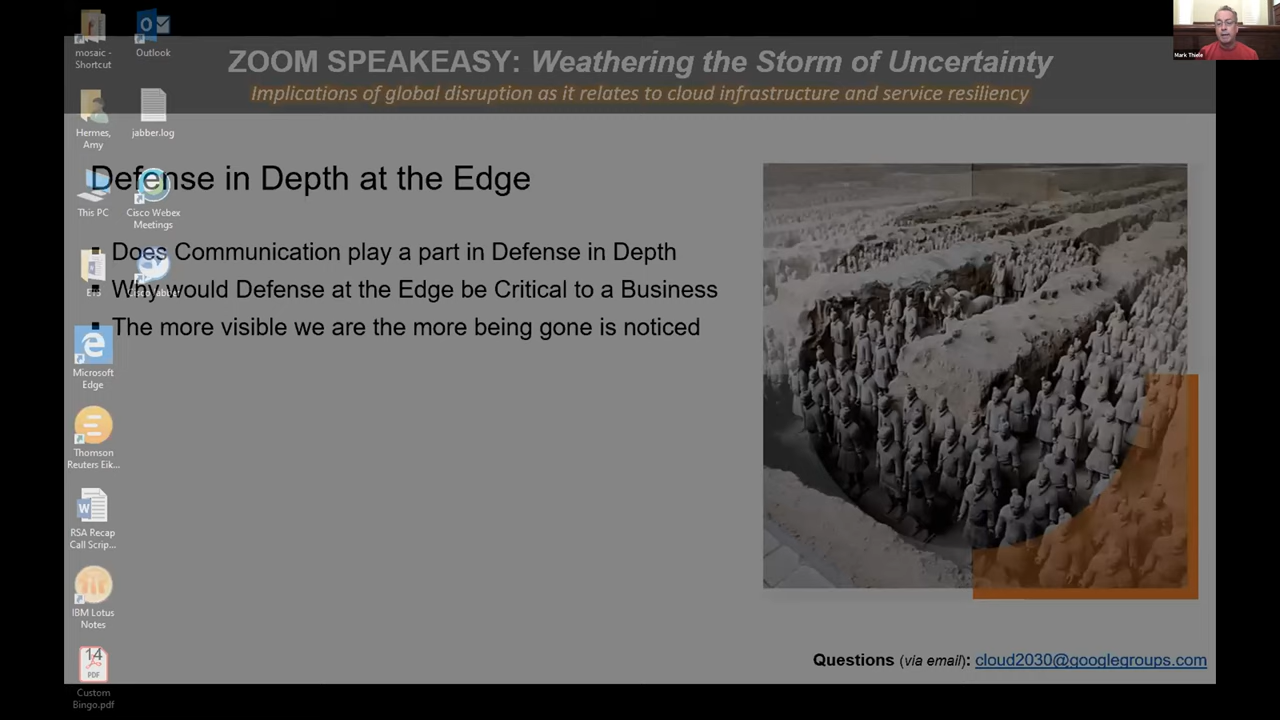 mosaic -
Shortcut
Outlook
Hermes,
Amy
jabber.log
This PC
Cisco Webex
Meetings
Microsoft
Edge
Thomson
Reuters Eik...
RSA Recap
Call Scrip...
IBM Lotus
Notes
14
PDF
Custom
Bingo.pdf
ZOOM SPEAKEASY: Weathering the Storm of Uncertainty
Implications of global disruption as it relates to cloud infrastructure and service resiliency
Defense in Depth at the Edge
Does Communication play a part in Defense in Depth
Why would Defense at the Edge be Critical to a Business
The more visible we are the more being gone is noticed
Questions (via email): cloud2030@googlegroups.com
Mark Thiele